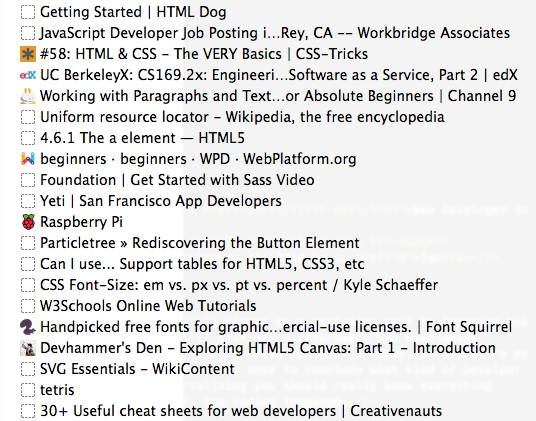 Getting Started | HTML Dog
JavaScript Developer Job Posting i...Rey, CA -- Workbridge Associates
#58: HTML & CSS – The VERY Basics | CSS-Tricks
edX UC BerkeleyX: CS169.2x: Engineeri...Software as a Service, Part 2 | edX
Working with Paragraphs and Text...or Absolute Beginners | Channel 9
Uniform resource locator – Wikipedia, the free encyclopedia
4.6.1 The a element — HTML5
beginners · beginners · WPD · WebPlatform.org
Foundation | Get Started with Sass Video
Yeti | San Francisco App Developers
Raspberry Pi
Particletree » Rediscovering the Button Element
Can I use... Support tables for HTML5, CSS3, etc
CSS Font-Size: em vs. px vs. pt vs. percent / Kyle Schaeffer
W3Schools Online Web Tutorials
Handpicked free fonts for graphic...ercial-use licenses. | Font Squirrel
Devhammer's Den – Exploring HTML5 Canvas: Part 1 – Introduction
SVG Essentials – WikiContent
tetris
30+ Useful cheat sheets for web developers | Creativenauts